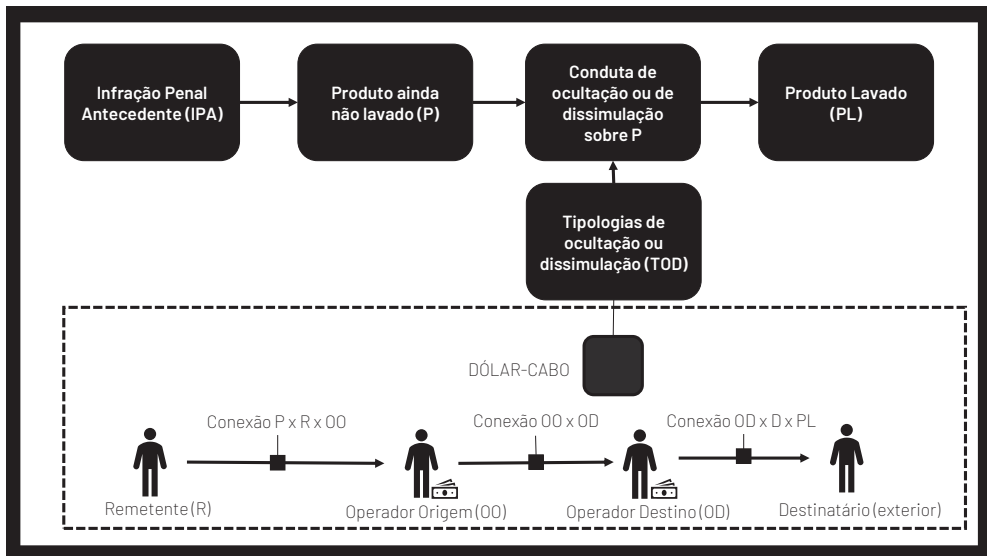 Infração Penal
Antecedente (IPA)
Produto ainda
não lavado (P)
Conduta de
ocultação ou de
dissimulação
sobre P
Produto Lavado
(PL)
Tipologias de
ocultação ou
dissimulação (TOD)
DÓLAR-CABO
Conexão P x R x OO
Conexão OO x OD
Conexão OD x D x PL
Remetente (R)
Operador Origem (OO)
Operador Destino (OD)
Destinatário (exterior)